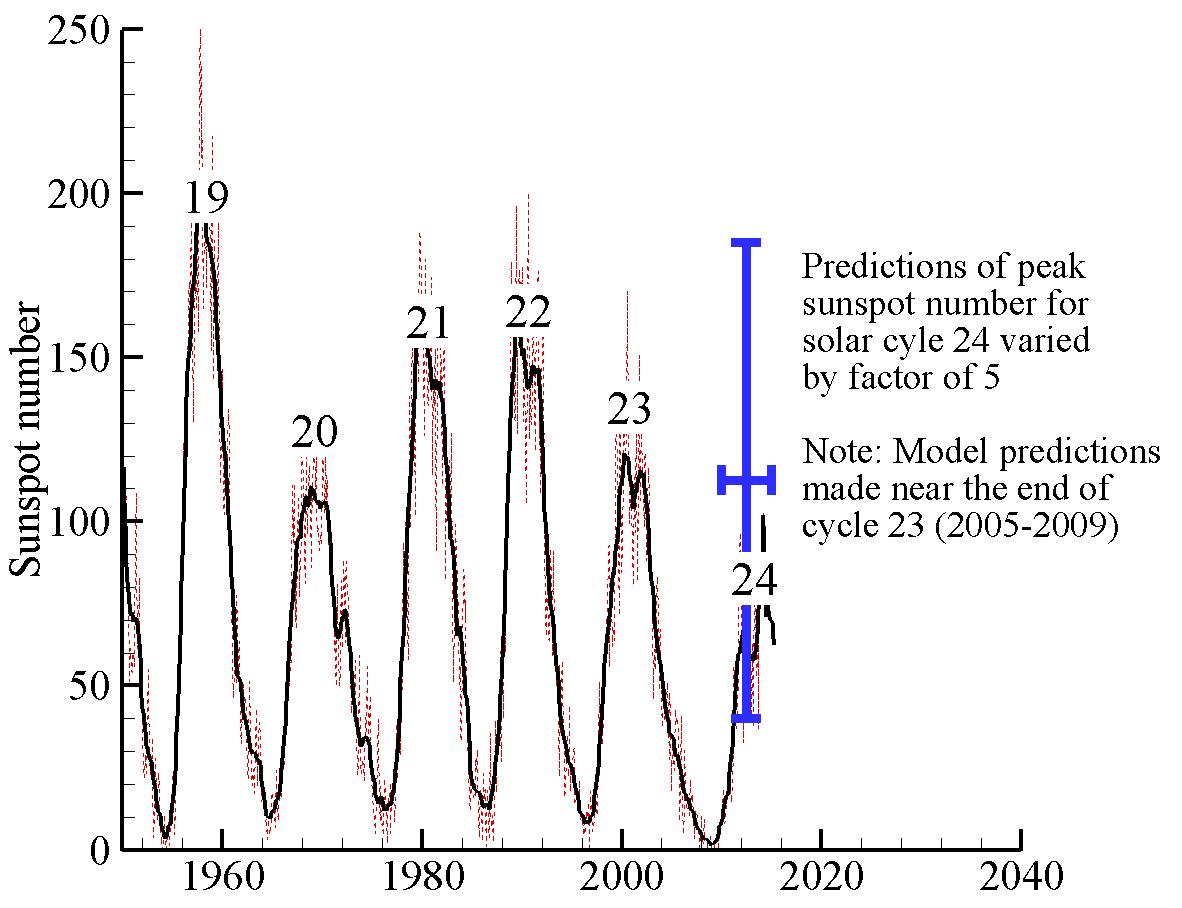 250
200
150
100
50
0
Sunspot number
1960
1980
2000
2020
2040
19
20
21
22
23
24
Predictions of peak
sunspot number for
solar cyle 24 varied
by factor of 5
Note: Model predictions
made near the end of
cycle 23 (2005-2009)